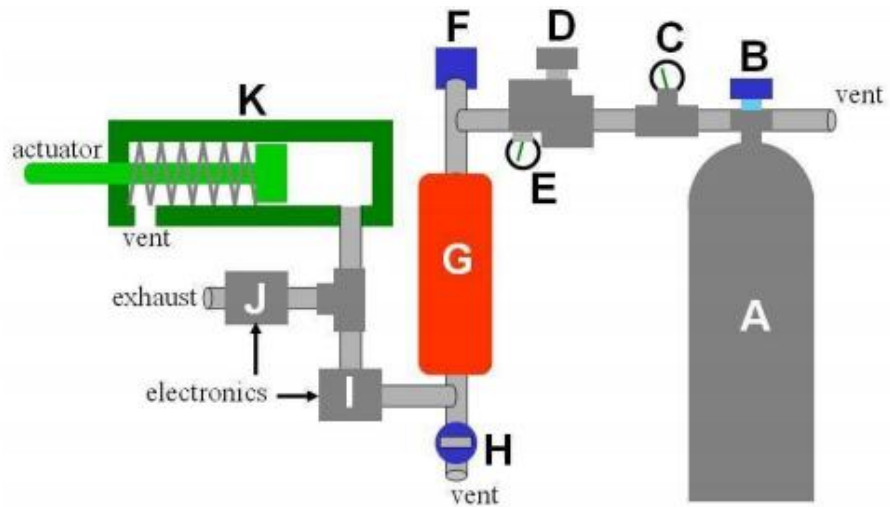 F
D
C
B
K
vent
actuator
E
vent
G
exhaust
J
A
electronics
I
H
vent